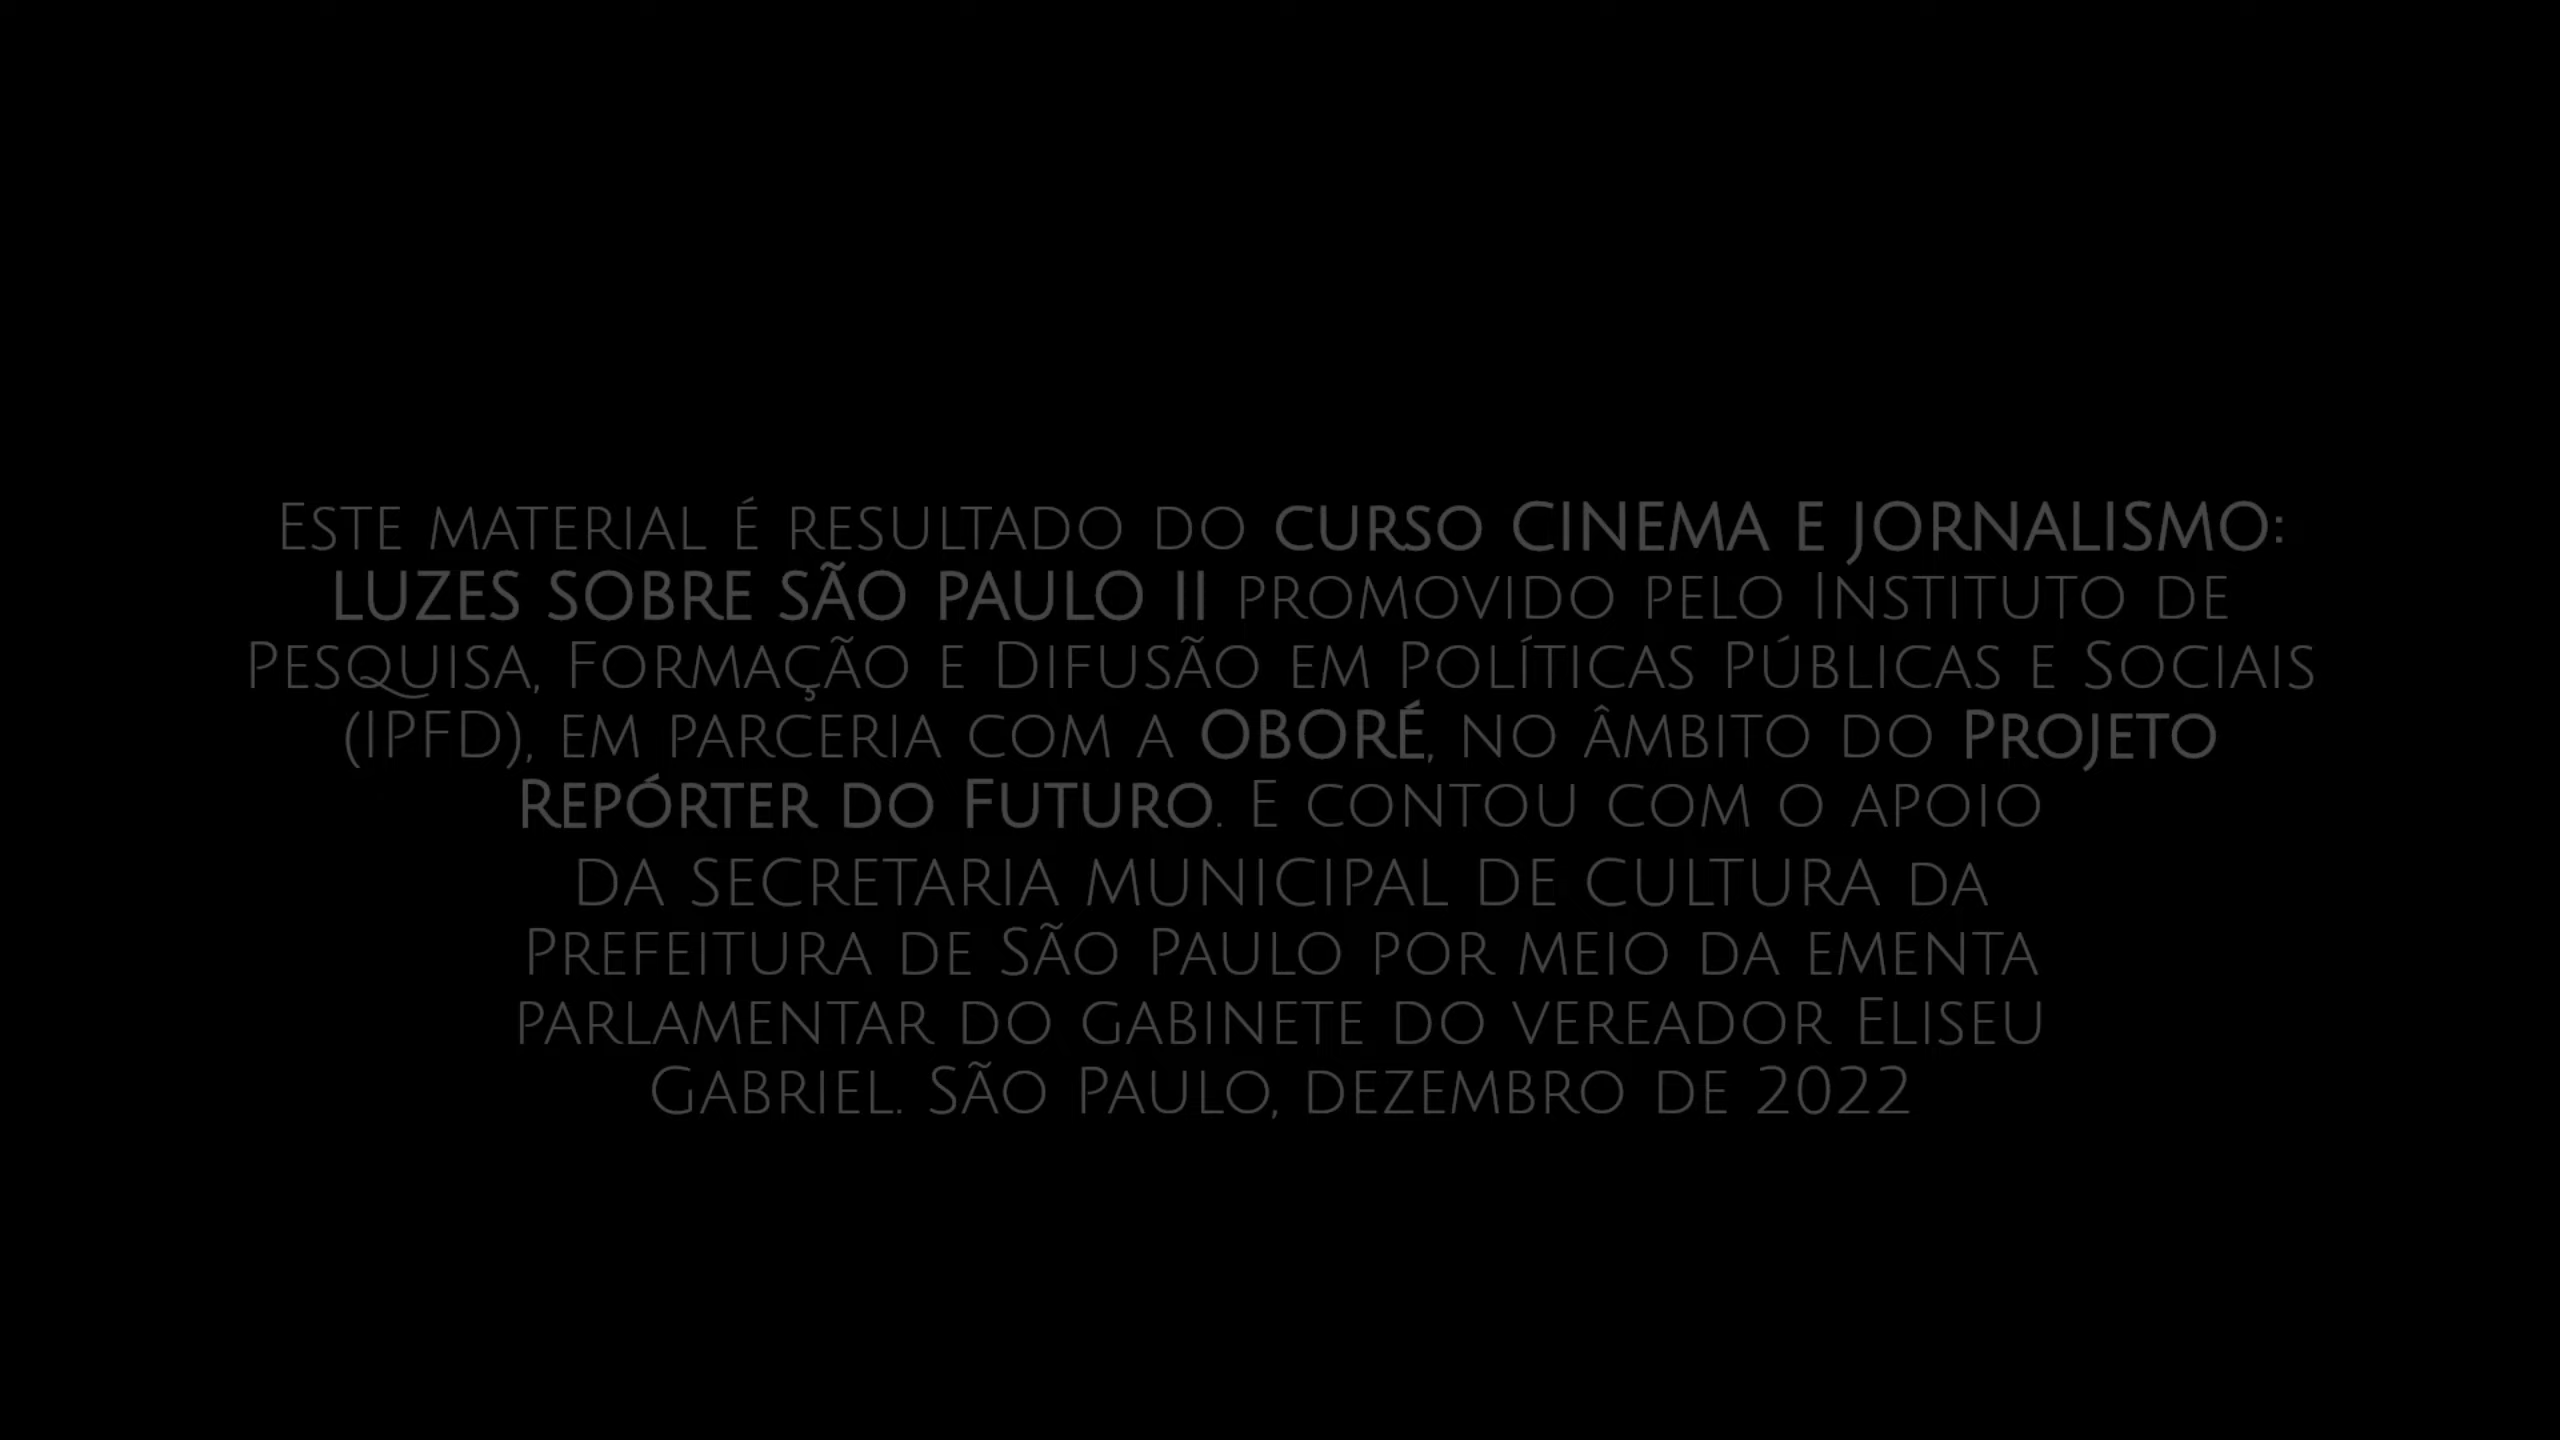 Este material é resultado do curso CINEMA E JORNALISMO:
LUZES SOBRE SÃO PAULO II promovido pelo Instituto de
Pesquisa, Formação e Difusão em Políticas Públicas e Sociais
(IPFD), em parceria com a OBORÉ, no âmbito do Projeto
Repórter do Futuro. E contou com o apoio
DA SECRETARIA MUNICIPAL DE CULTURA da
Prefeitura de São Paulo por meio da ementa
parlamentar do gabinete do vereador Eliseu
Gabriel. São Paulo, dezembro de 2022